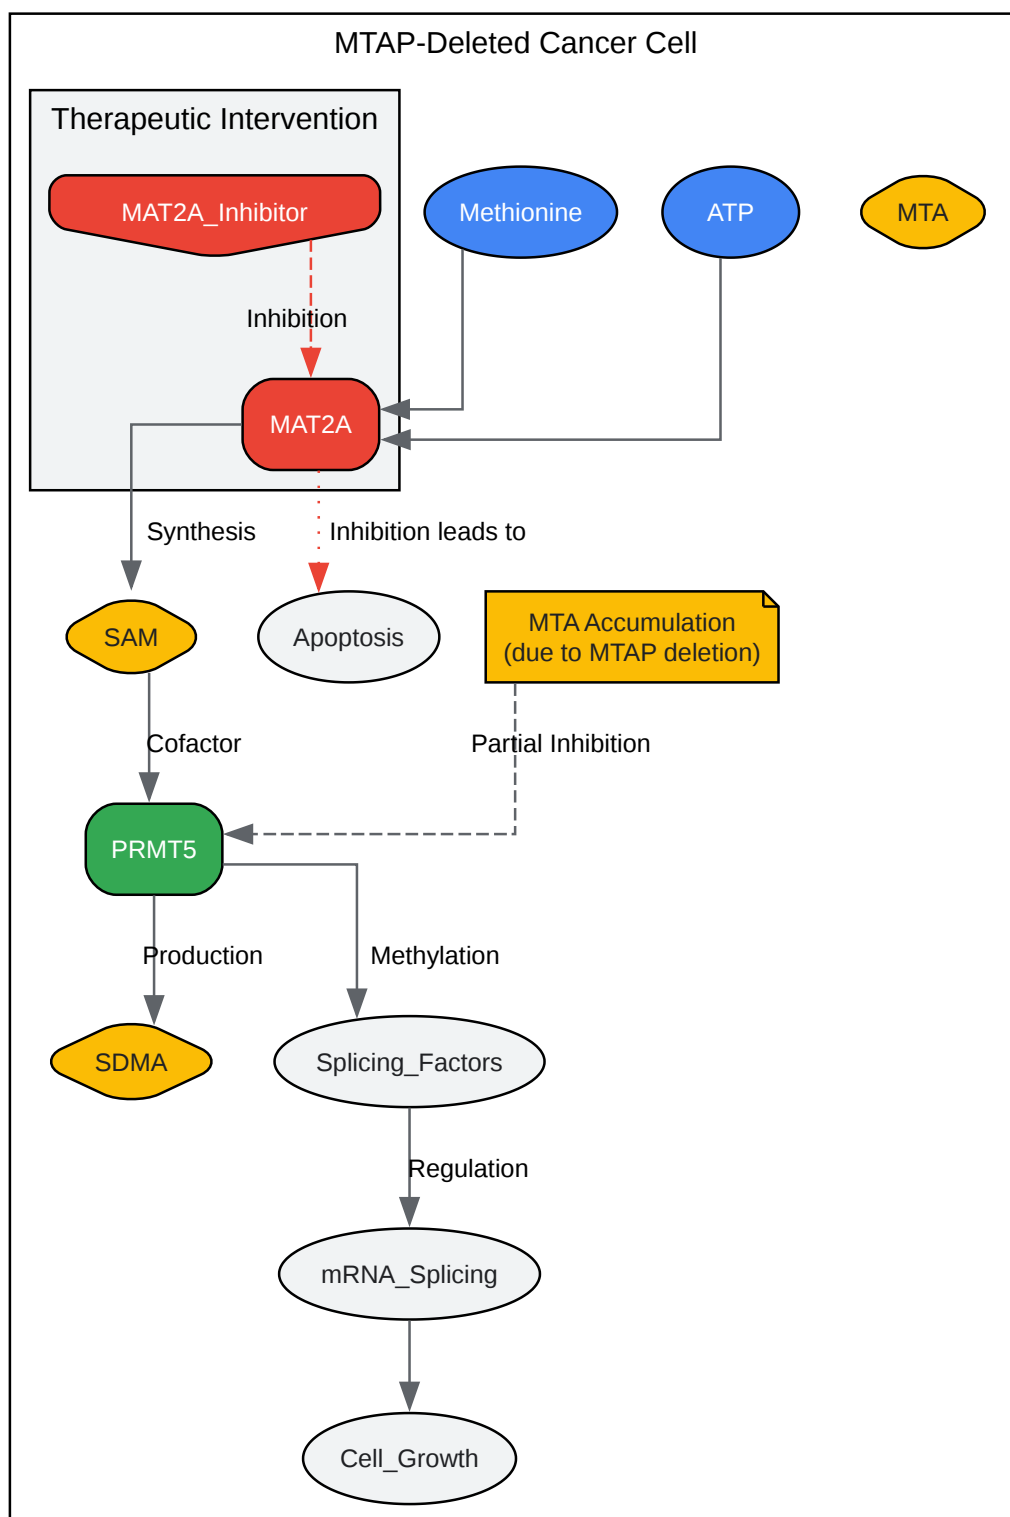 MTAP-Deleted Cancer Cell
Therapeutic Intervention
MAT2A_Inhibitor
Methionine
ATP
MTA
Inhibition
MAT2A
Synthesis
Inhibition leads to
SAM
Apoptosis
MTA Accumulation
(due to MTAP deletion)
Cofactor
Partial Inhibition
PRMT5
Production
Methylation
SDMA
Splicing_Factors
Regulation
mRNA_Splicing
Cell_Growth